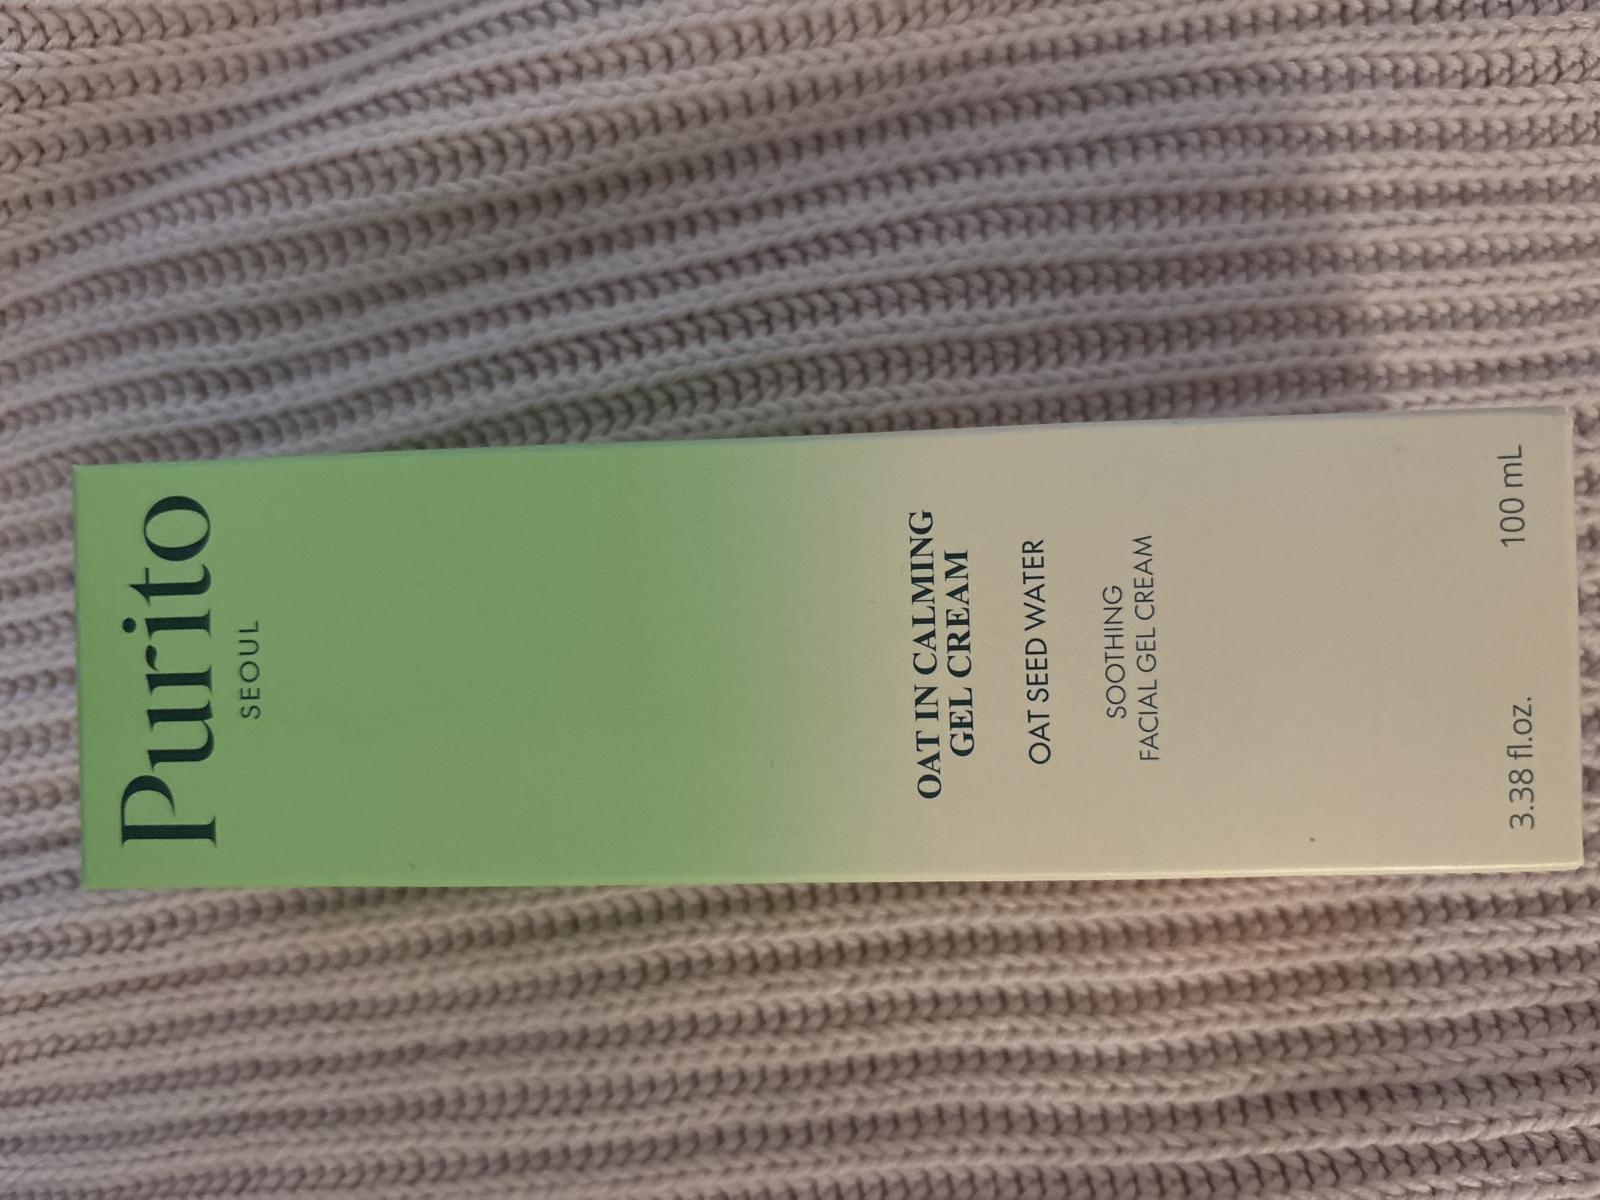 Purito
SEOUL
OAT IN CALMING
GEL CREAM
OAT SEED WATER
SOOTHING
FACIAL GEL CREAM
3.38 fl.oz. 100 mL